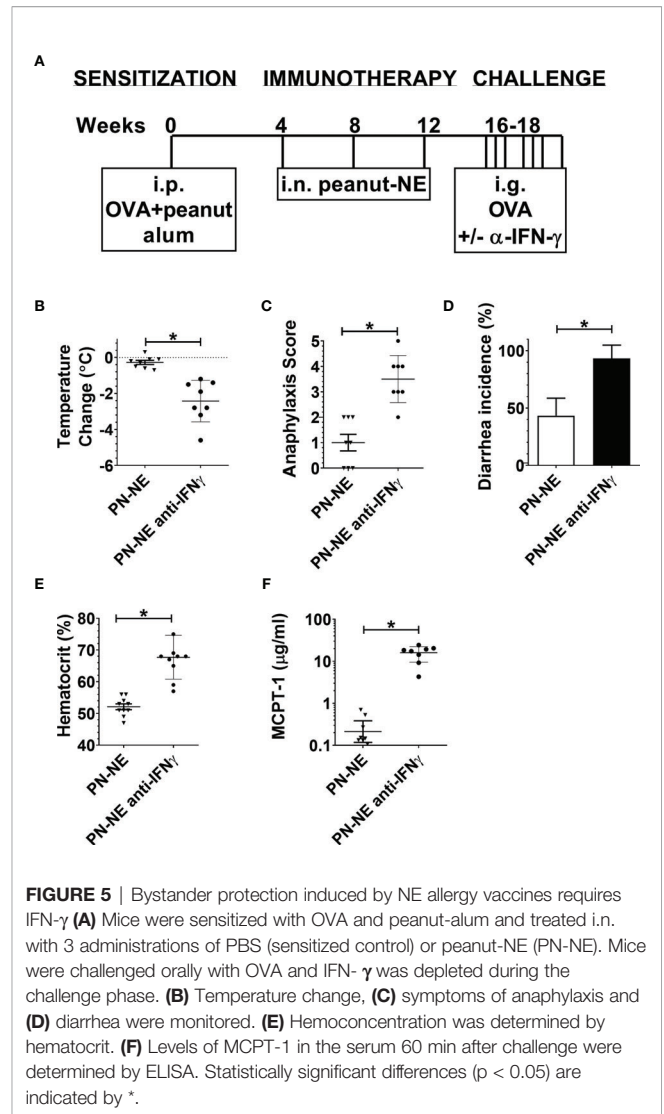 A
SENSITIZATION IMMUNOTHERAPY CHALLENGE
Weeks 0 4 8 12 16-18
i.p.
OVA+peanut
alum
i.n. peanut-NE
i.g.
OVA
+/- α-IFN-γ
B
Temperature
Change (°C)
0
-2
-4
-6
*
PN-NE
PN-NE anti-IFNγ
C
Anaphylaxis Score
5
4
3
2
1
0
*
PN-NE
PN-NE anti-IFNγ
D
Diarrhea incidence (%)
100
50
0
*
PN-NE
PN-NE anti-IFNγ
E
Hematocrit (%)
80
70
60
50
40
*
PN-NE
PN-NE anti-IFNγ
F
MCPT-1 (μg/ml)
100
10
1
0.1
*
PN-NE
PN-NE anti-IFNγ
FIGURE 5 | Bystander protection induced by NE allergy vaccines requires
IFN-γ (A) Mice were sensitized with OVA and peanut-alum and treated i.n.
with 3 administrations of PBS (sensitized control) or peanut-NE (PN-NE). Mice
were challenged orally with OVA and IFN- γ was depleted during the
challenge phase. (B) Temperature change, (C) symptoms of anaphylaxis and
(D) diarrhea were monitored. (E) Hemoconcentration was determined by
hematocrit. (F) Levels of MCPT-1 in the serum 60 min after challenge were
determined by ELISA. Statistically significant differences (p < 0.05) are
indicated by *.